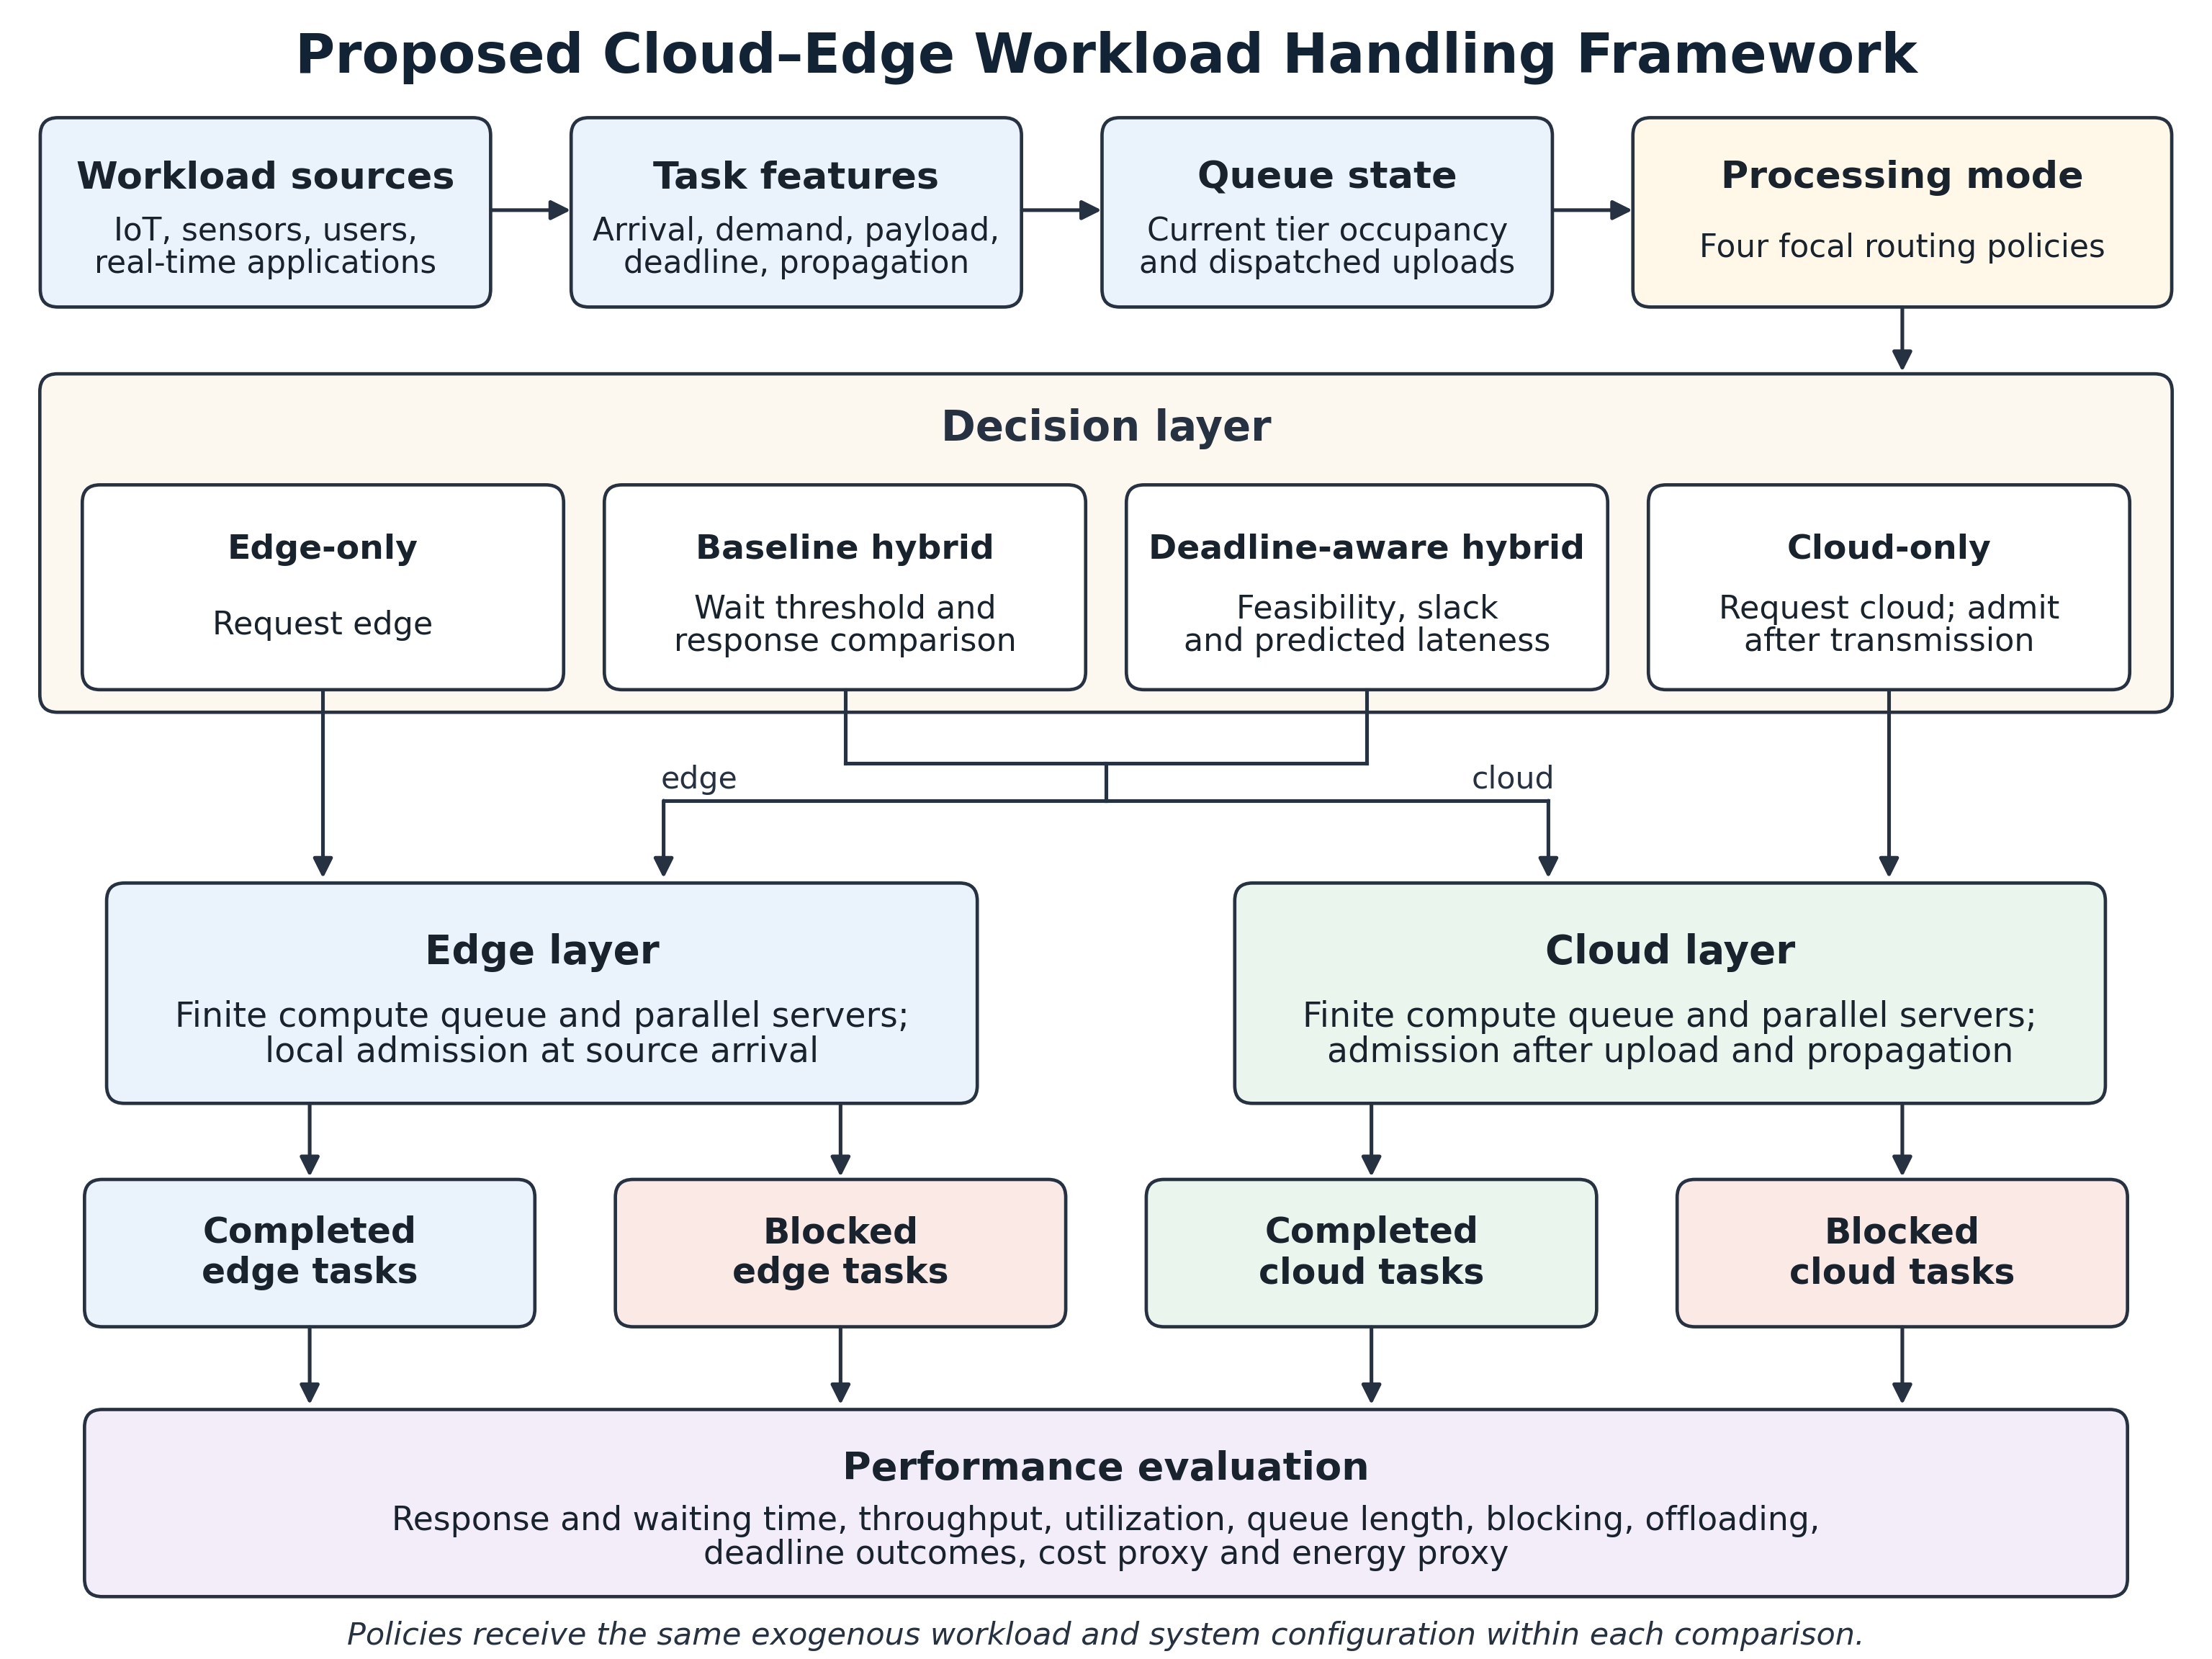 Proposed Cloud–Edge Workload Handling Framework
Workload sources
IoT, sensors, users,
real-time applications
Task features
Arrival, demand, payload,
deadline, propagation
Queue state
Current tier occupancy
and dispatched uploads
Processing mode
Four focal routing policies
Decision layer
Edge-only
Request edge
Baseline hybrid
Wait threshold and
response comparison
Deadline-aware hybrid
Feasibility, slack
and predicted lateness
Cloud-only
Request cloud; admit
after transmission
edge
cloud
Edge layer
Finite compute queue and parallel servers;
local admission at source arrival
Cloud layer
Finite compute queue and parallel servers;
admission after upload and propagation
Completed
edge tasks
Blocked
edge tasks
Completed
cloud tasks
Blocked
cloud tasks
Performance evaluation
Response and waiting time, throughput, utilization, queue length, blocking, offloading,
deadline outcomes, cost proxy and energy proxy
Policies receive the same exogenous workload and system configuration within each comparison.